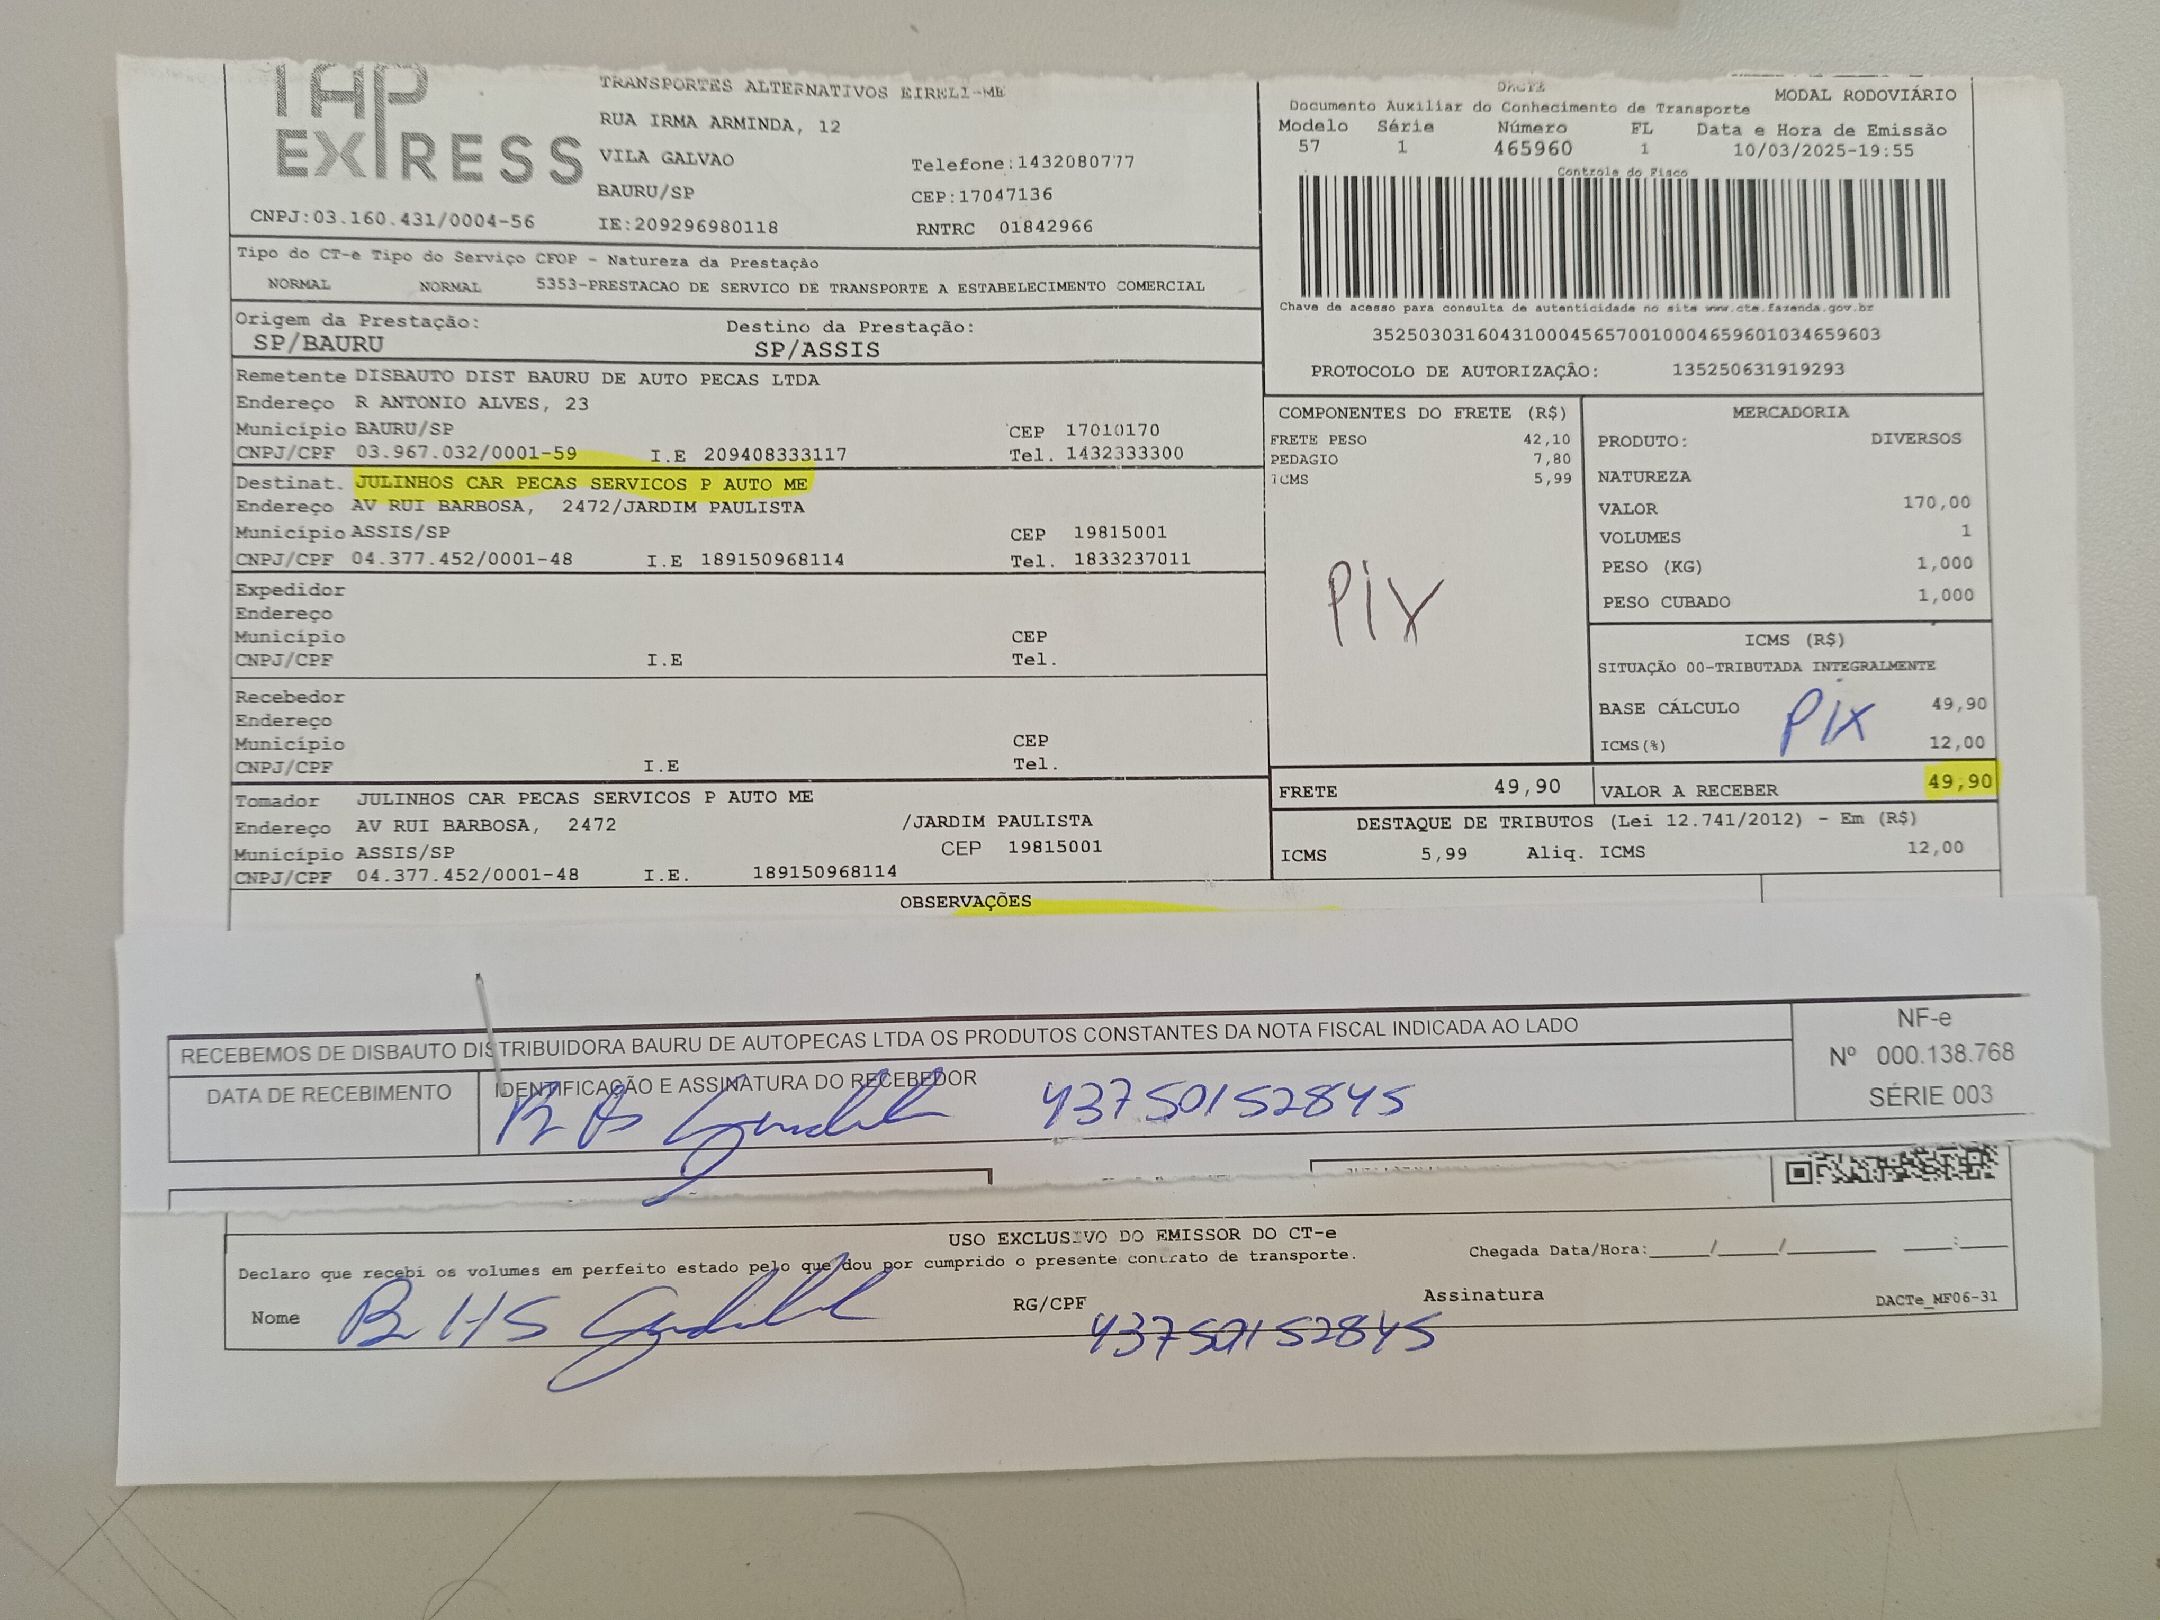 TAP
EXPRESS
TRANSPORTES ALTERNATIVOS EIRELI-ME
RUA IRMA ARMINDA, 12
VILA GALVAO
Telefone:1432080777
BAURU/SP
CEP:17047136
CNPJ:03.160.431/0004-56
IE:209296980118
RNTRC 01842966
DACTE
MODAL RODOVIÁRIO
Documento Auxiliar do Conhecimento de Transporte
Modelo Série Número FL Data e Hora de Emissão
57 1 465960 1 10/03/2025-19:55
Controle do Fisco
Chave de acesso para consulta de autenticidade no site www.cte.fazenda.gov.br
35250303160431000456570010004659601034659603
PROTOCOLO DE AUTORIZAÇÃO: 135250631919293
Tipo do CT-e Tipo do Serviço CFOP - Natureza da Prestação
NORMAL NORMAL 5353-PRESTACAO DE SERVICO DE TRANSPORTE A ESTABELECIMENTO COMERCIAL
Origem da Prestação: Destino da Prestação:
SP/BAURU SP/ASSIS
Remetente DISBAUTO DIST BAURU DE AUTO PECAS LTDA
Endereço R ANTONIO ALVES, 23
Município BAURU/SP CEP 17010170
CNPJ/CPF 03.967.032/0001-59 I.E 209408333117 Tel. 1432333300
Destinat. JULINHOS CAR PECAS SERVICOS P AUTO ME
Endereço AV RUI BARBOSA, 2472/JARDIM PAULISTA
Município ASSIS/SP CEP 19815001
CNPJ/CPF 04.377.452/0001-48 I.E 189150968114 Tel. 1833237011
Expedidor
Endereço
Município CEP
CNPJ/CPF I.E Tel.
Recebedor
Endereço
Município CEP
CNPJ/CPF I.E Tel.
Tomador JULINHOS CAR PECAS SERVICOS P AUTO ME
Endereço AV RUI BARBOSA, 2472 /JARDIM PAULISTA
Município ASSIS/SP CEP 19815001
CNPJ/CPF 04.377.452/0001-48 I.E. 189150968114
COMPONENTES DO FRETE (R$)
FRETE PESO 42,10
PEDAGIO 7,80
ICMS 5,99
PIX
MERCADORIA
PRODUTO: DIVERSOS
NATUREZA
VALOR 170,00
VOLUMES 1
PESO (KG) 1,000
PESO CUBADO 1,000
ICMS (R$)
SITUAÇÃO 00-TRIBUTADA INTEGRALMENTE
BASE CÁLCULO 49,90
PIX
ICMS(%) 12,00
FRETE 49,90 VALOR A RECEBER 49,90
DESTAQUE DE TRIBUTOS (Lei 12.741/2012) - Em (R$)
ICMS 5,99 Aliq. ICMS 12,00
OBSERVAÇÕES
RECEBEMOS DE DISBAUTO DISTRIBUIDORA BAURU DE AUTOPECAS LTDA OS PRODUTOS CONSTANTES DA NOTA FISCAL INDICADA AO LADO
NF-e
Nº 000.138.768
SÉRIE 003
DATA DE RECEBIMENTO
IDENTIFICAÇÃO E ASSINATURA DO RECEBEDOR
43750152845
USO EXCLUSIVO DO EMISSOR DO CT-e
Declaro que recebi os volumes em perfeito estado pelo que dou por cumprido o presente contrato de transporte.
Chegada Data/Hora:_____/_____/_______ ____:____
Nome
RG/CPF 43750152845
Assinatura
DACTe_MF06-31